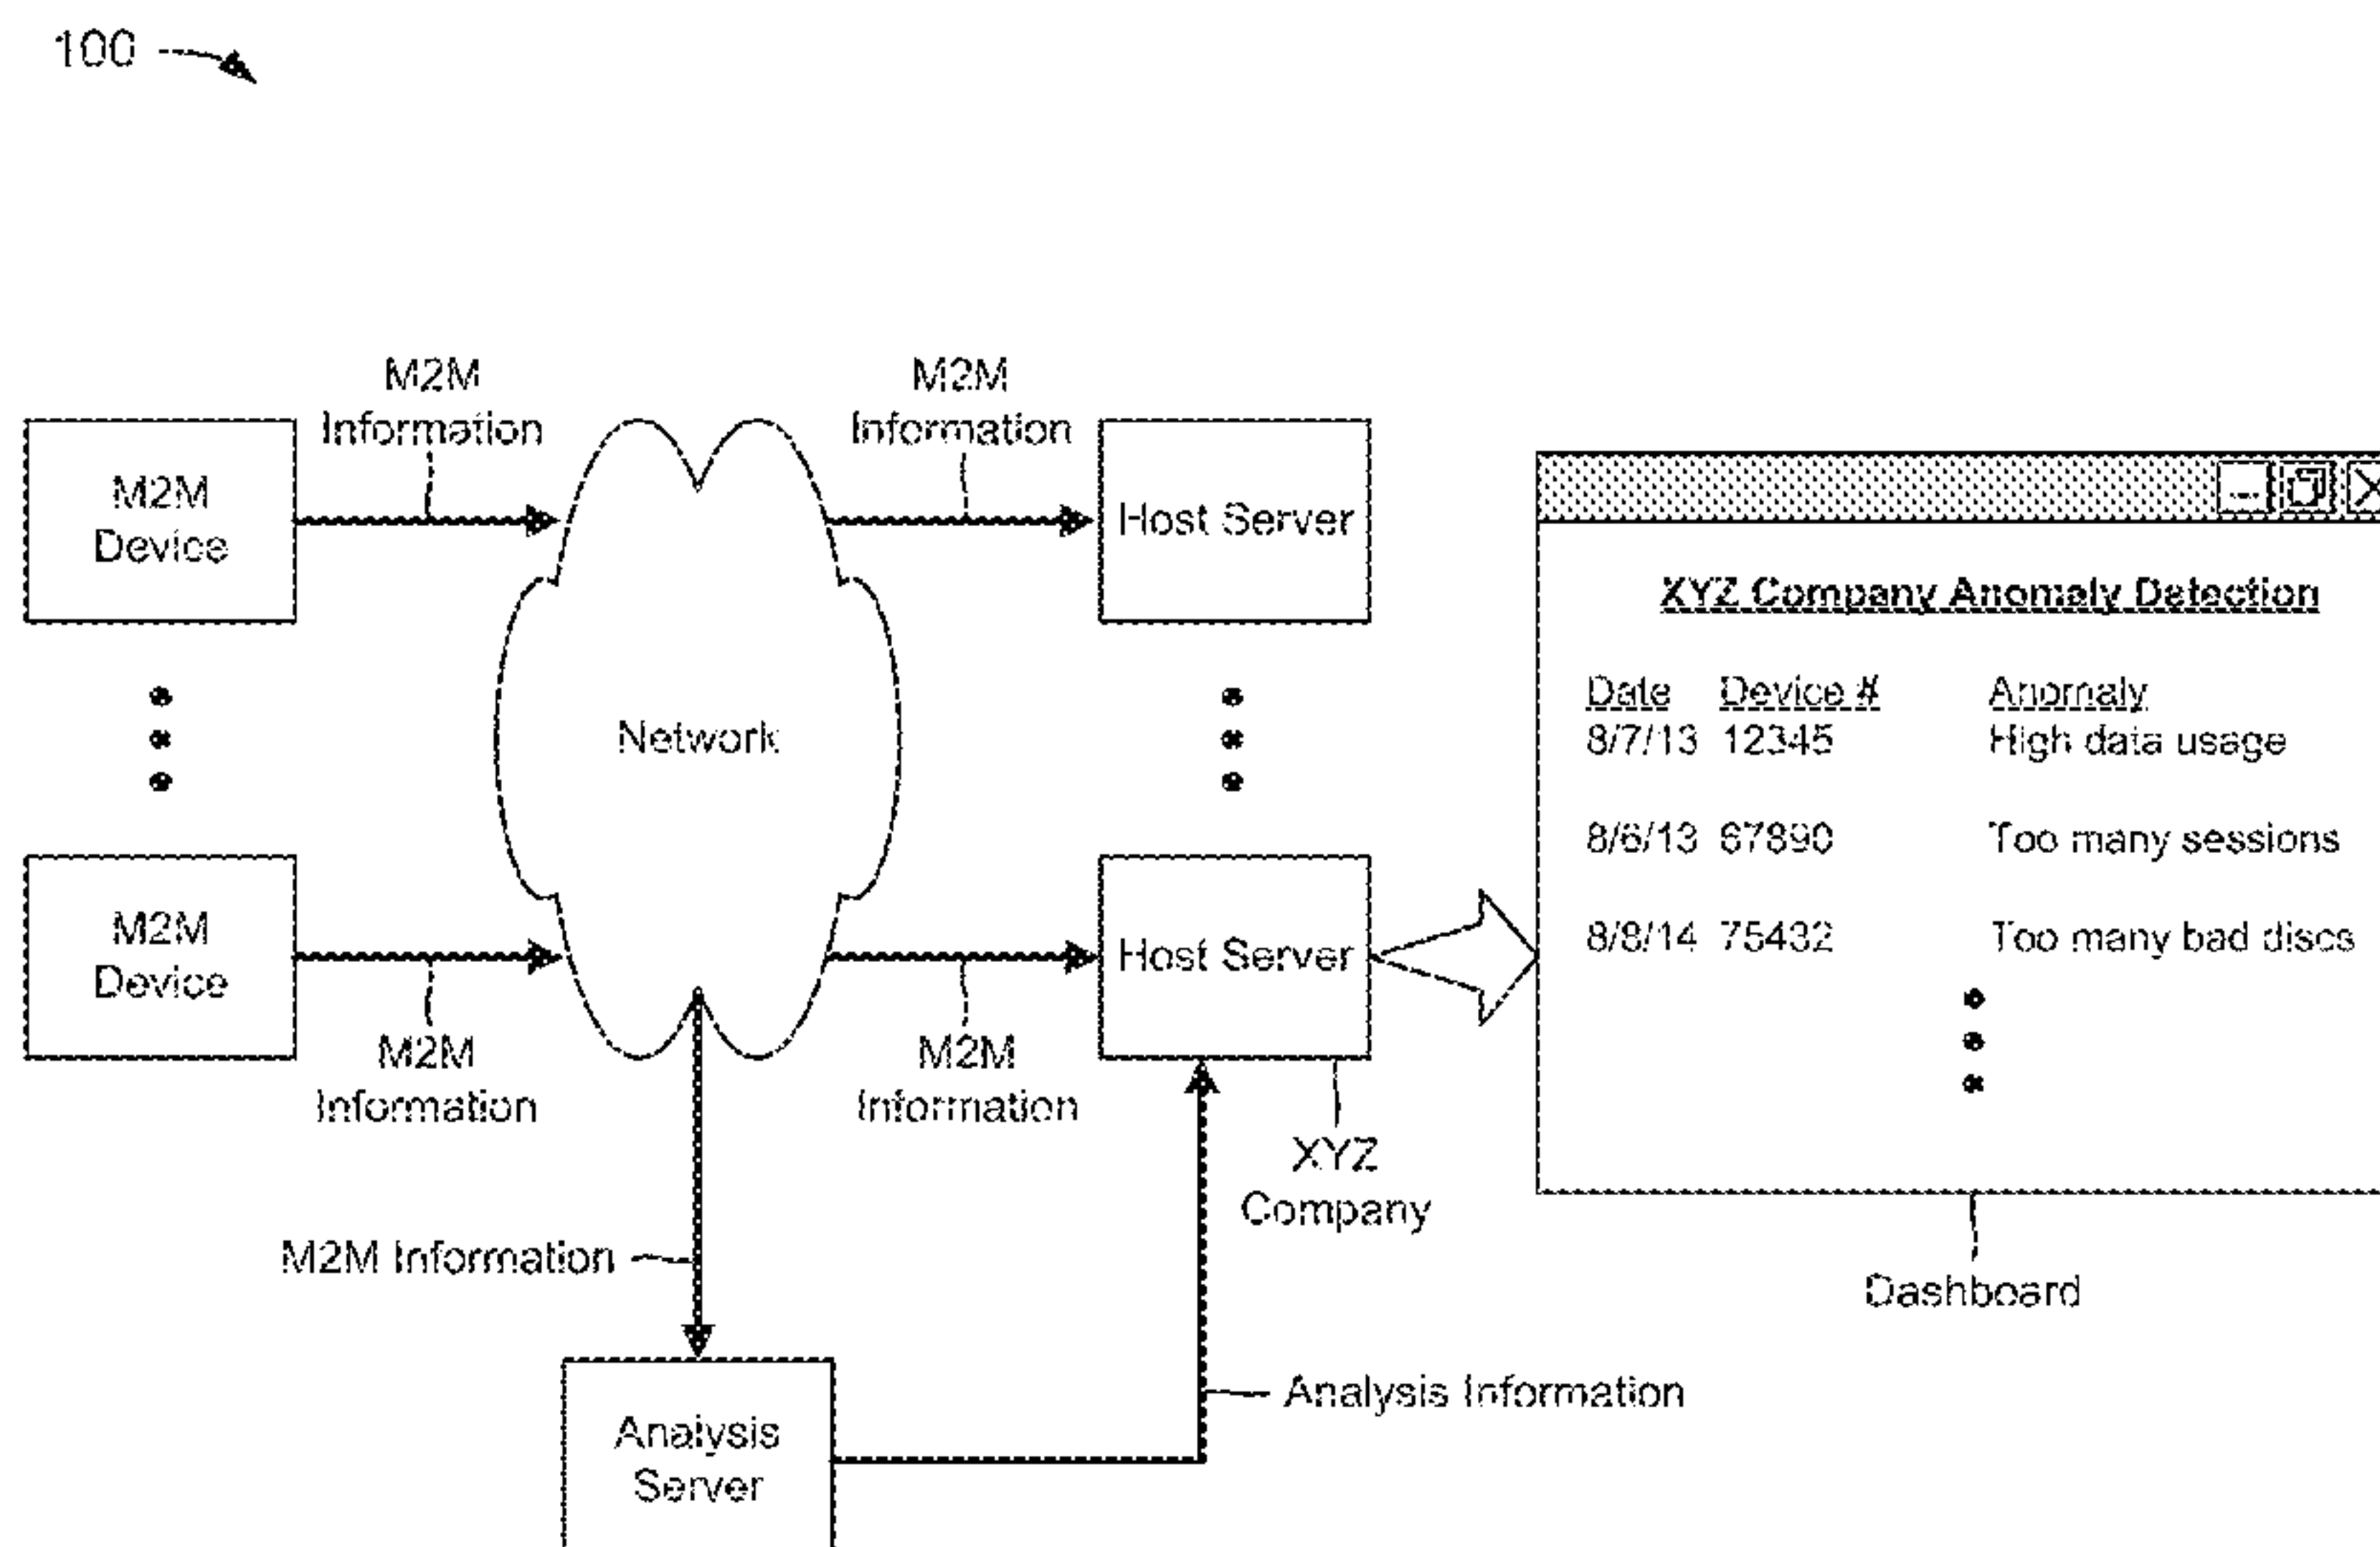 100
M2M
Information
M2M
Information
M2M
Device
Host Server
Network
M2M
Device
Host Server
M2M
Information
M2M
Information
XYZ
Company
M2M Information
Analysis Information
Analysis
Server
XYZ Company Anomaly Detection
Date Device # Anomaly
8/7/13 12345 High data usage
8/6/13 67890 Too many sessions
8/8/14 75432 Too many bad discs
Dashboard